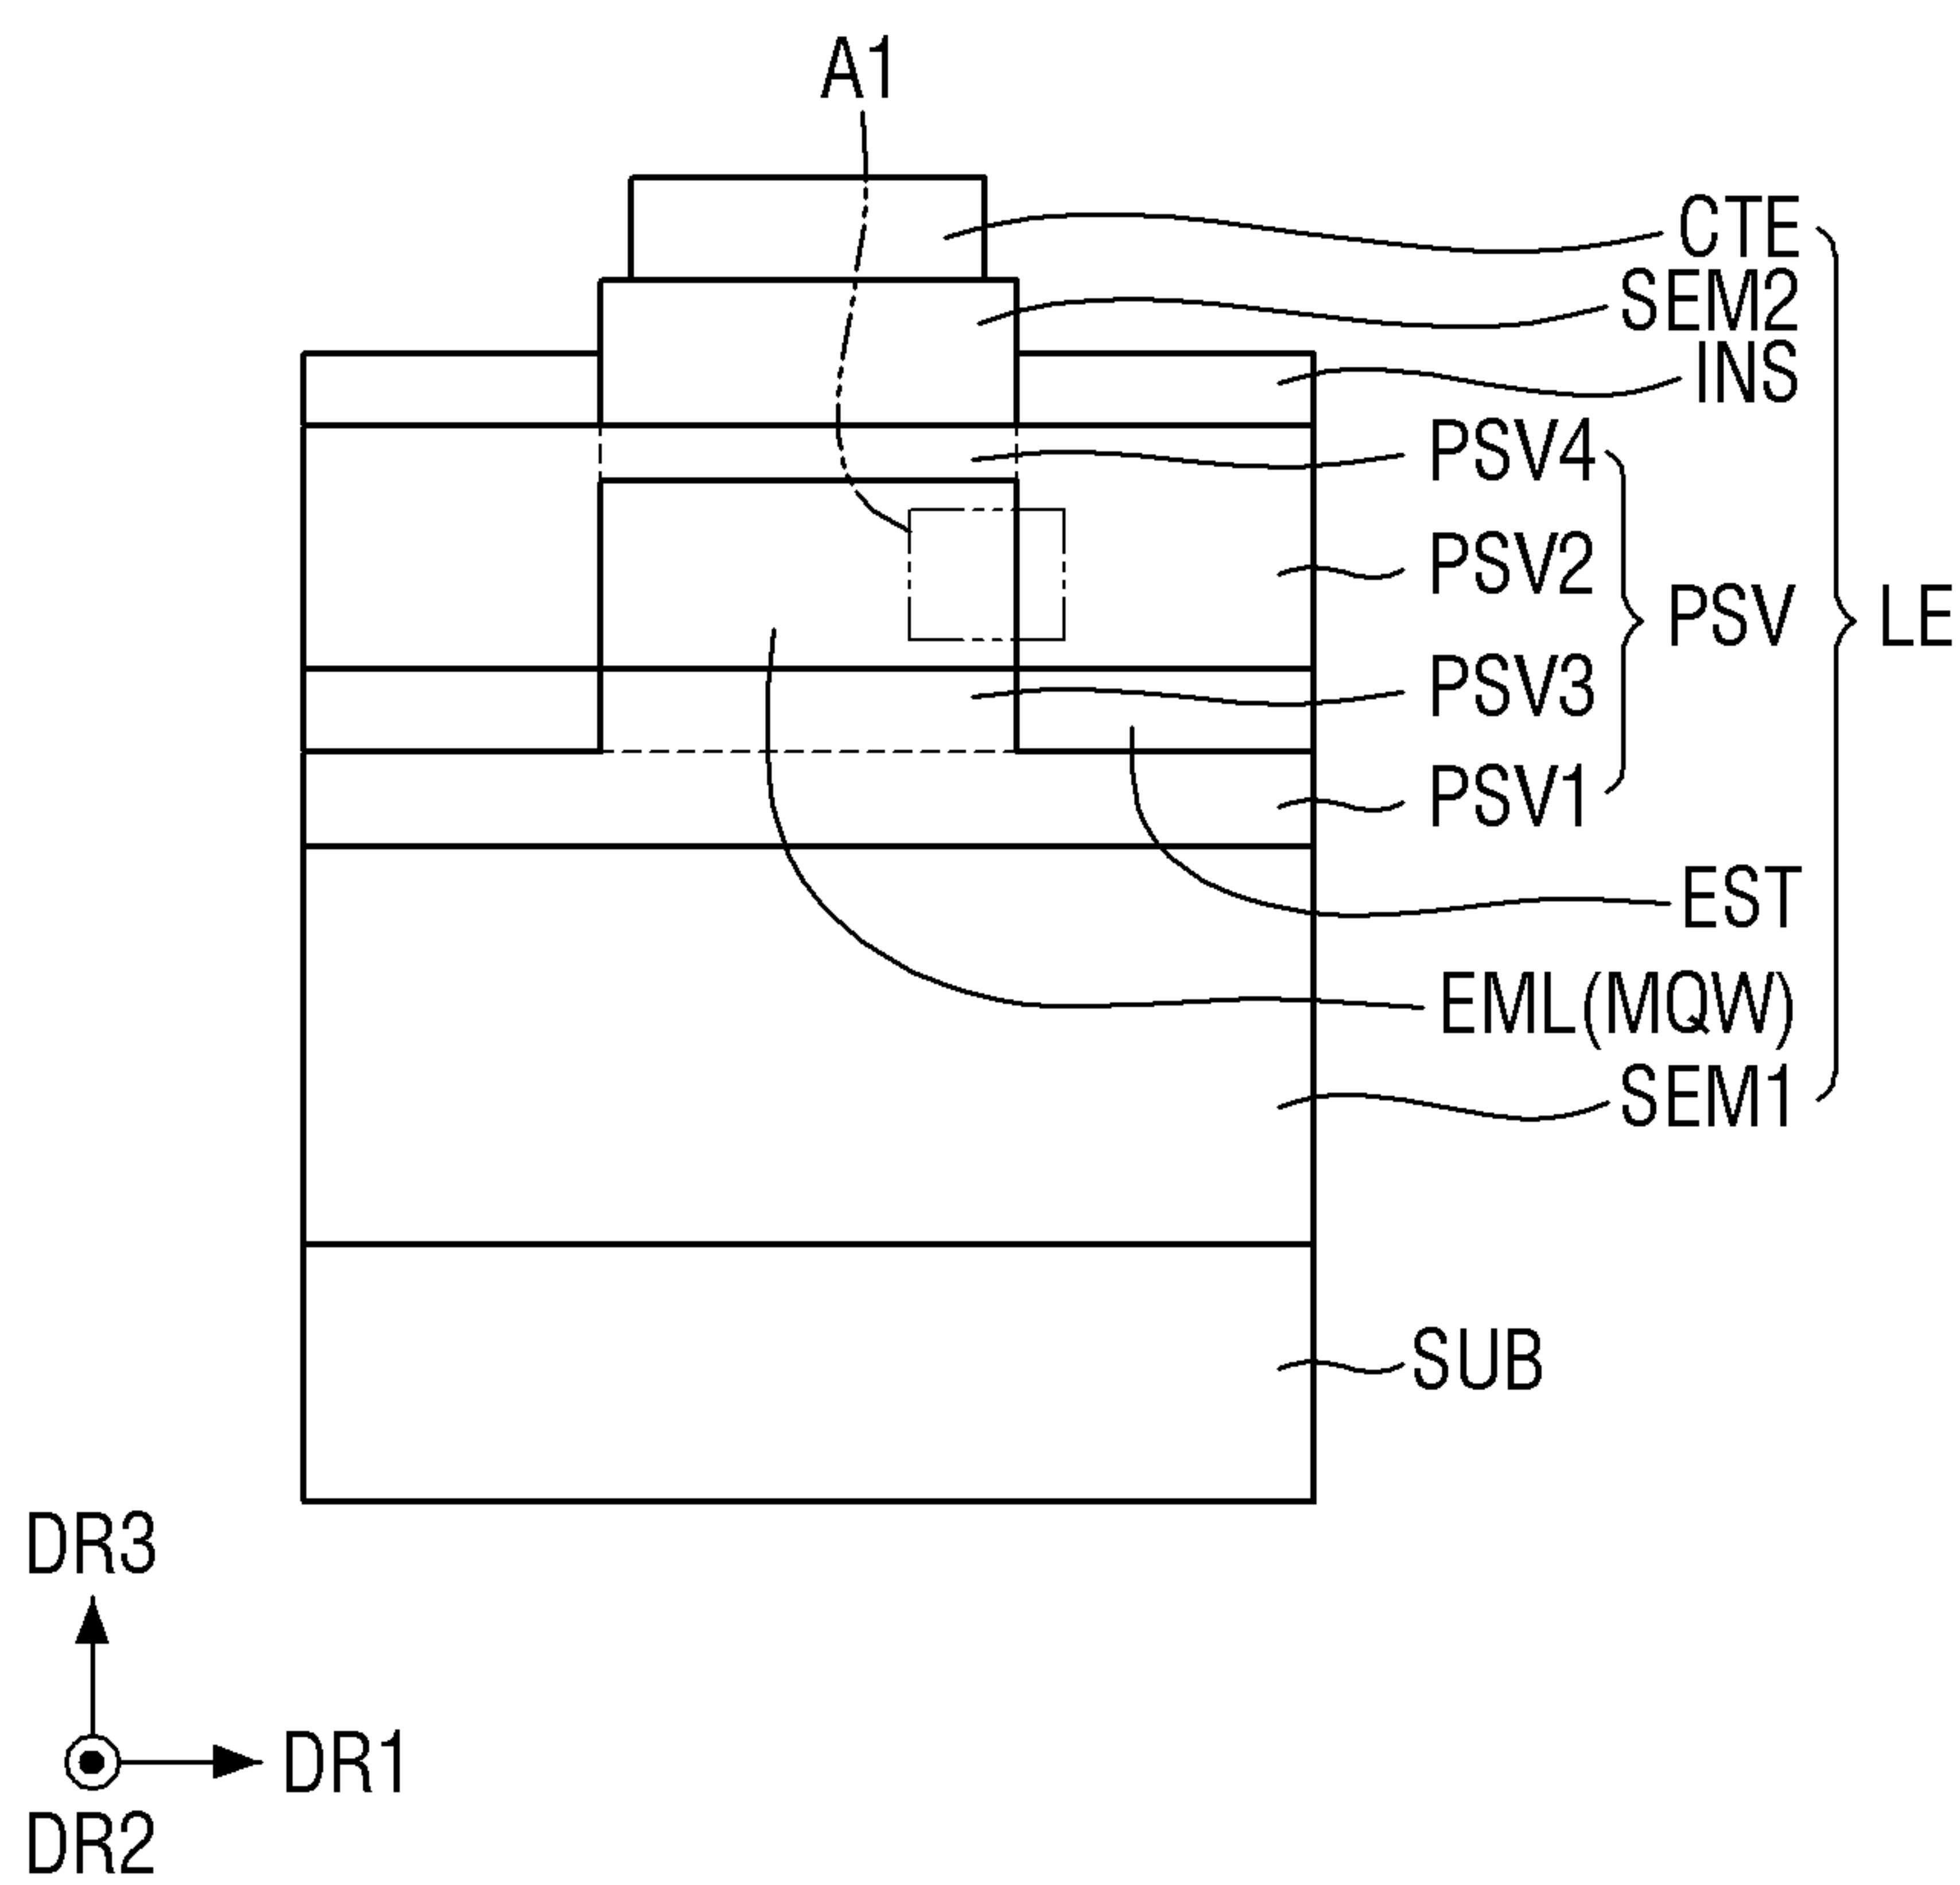 A1
CTE
SEM2
INS
PSV4
PSV2
PSV
LE
PSV3
PSV1
EST
EML(MQW)
SEM1
SUB
DR3
DR1
DR2